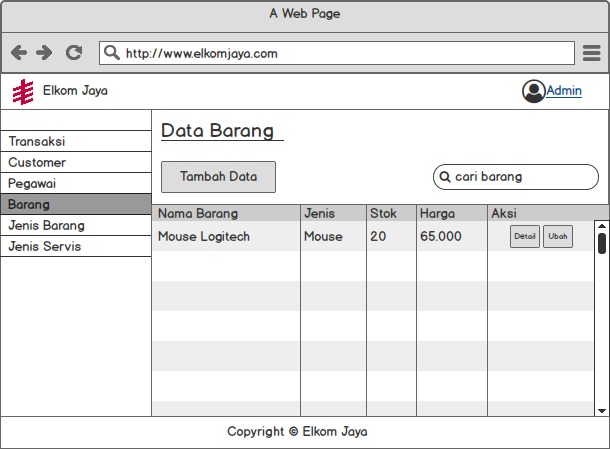 A Web Page
http://www.elkomjaya.com
Elkom Jaya
Admin
Transaksi
Customer
Pegawai
Barang
Jenis Barang
Jenis Servis
Data Barang
Tambah Data
cari barang
Nama Barang Jenis Stok Harga Aksi
Mouse Logitech Mouse 20 65.000 Detail Ubah
Copyright © Elkom Jaya